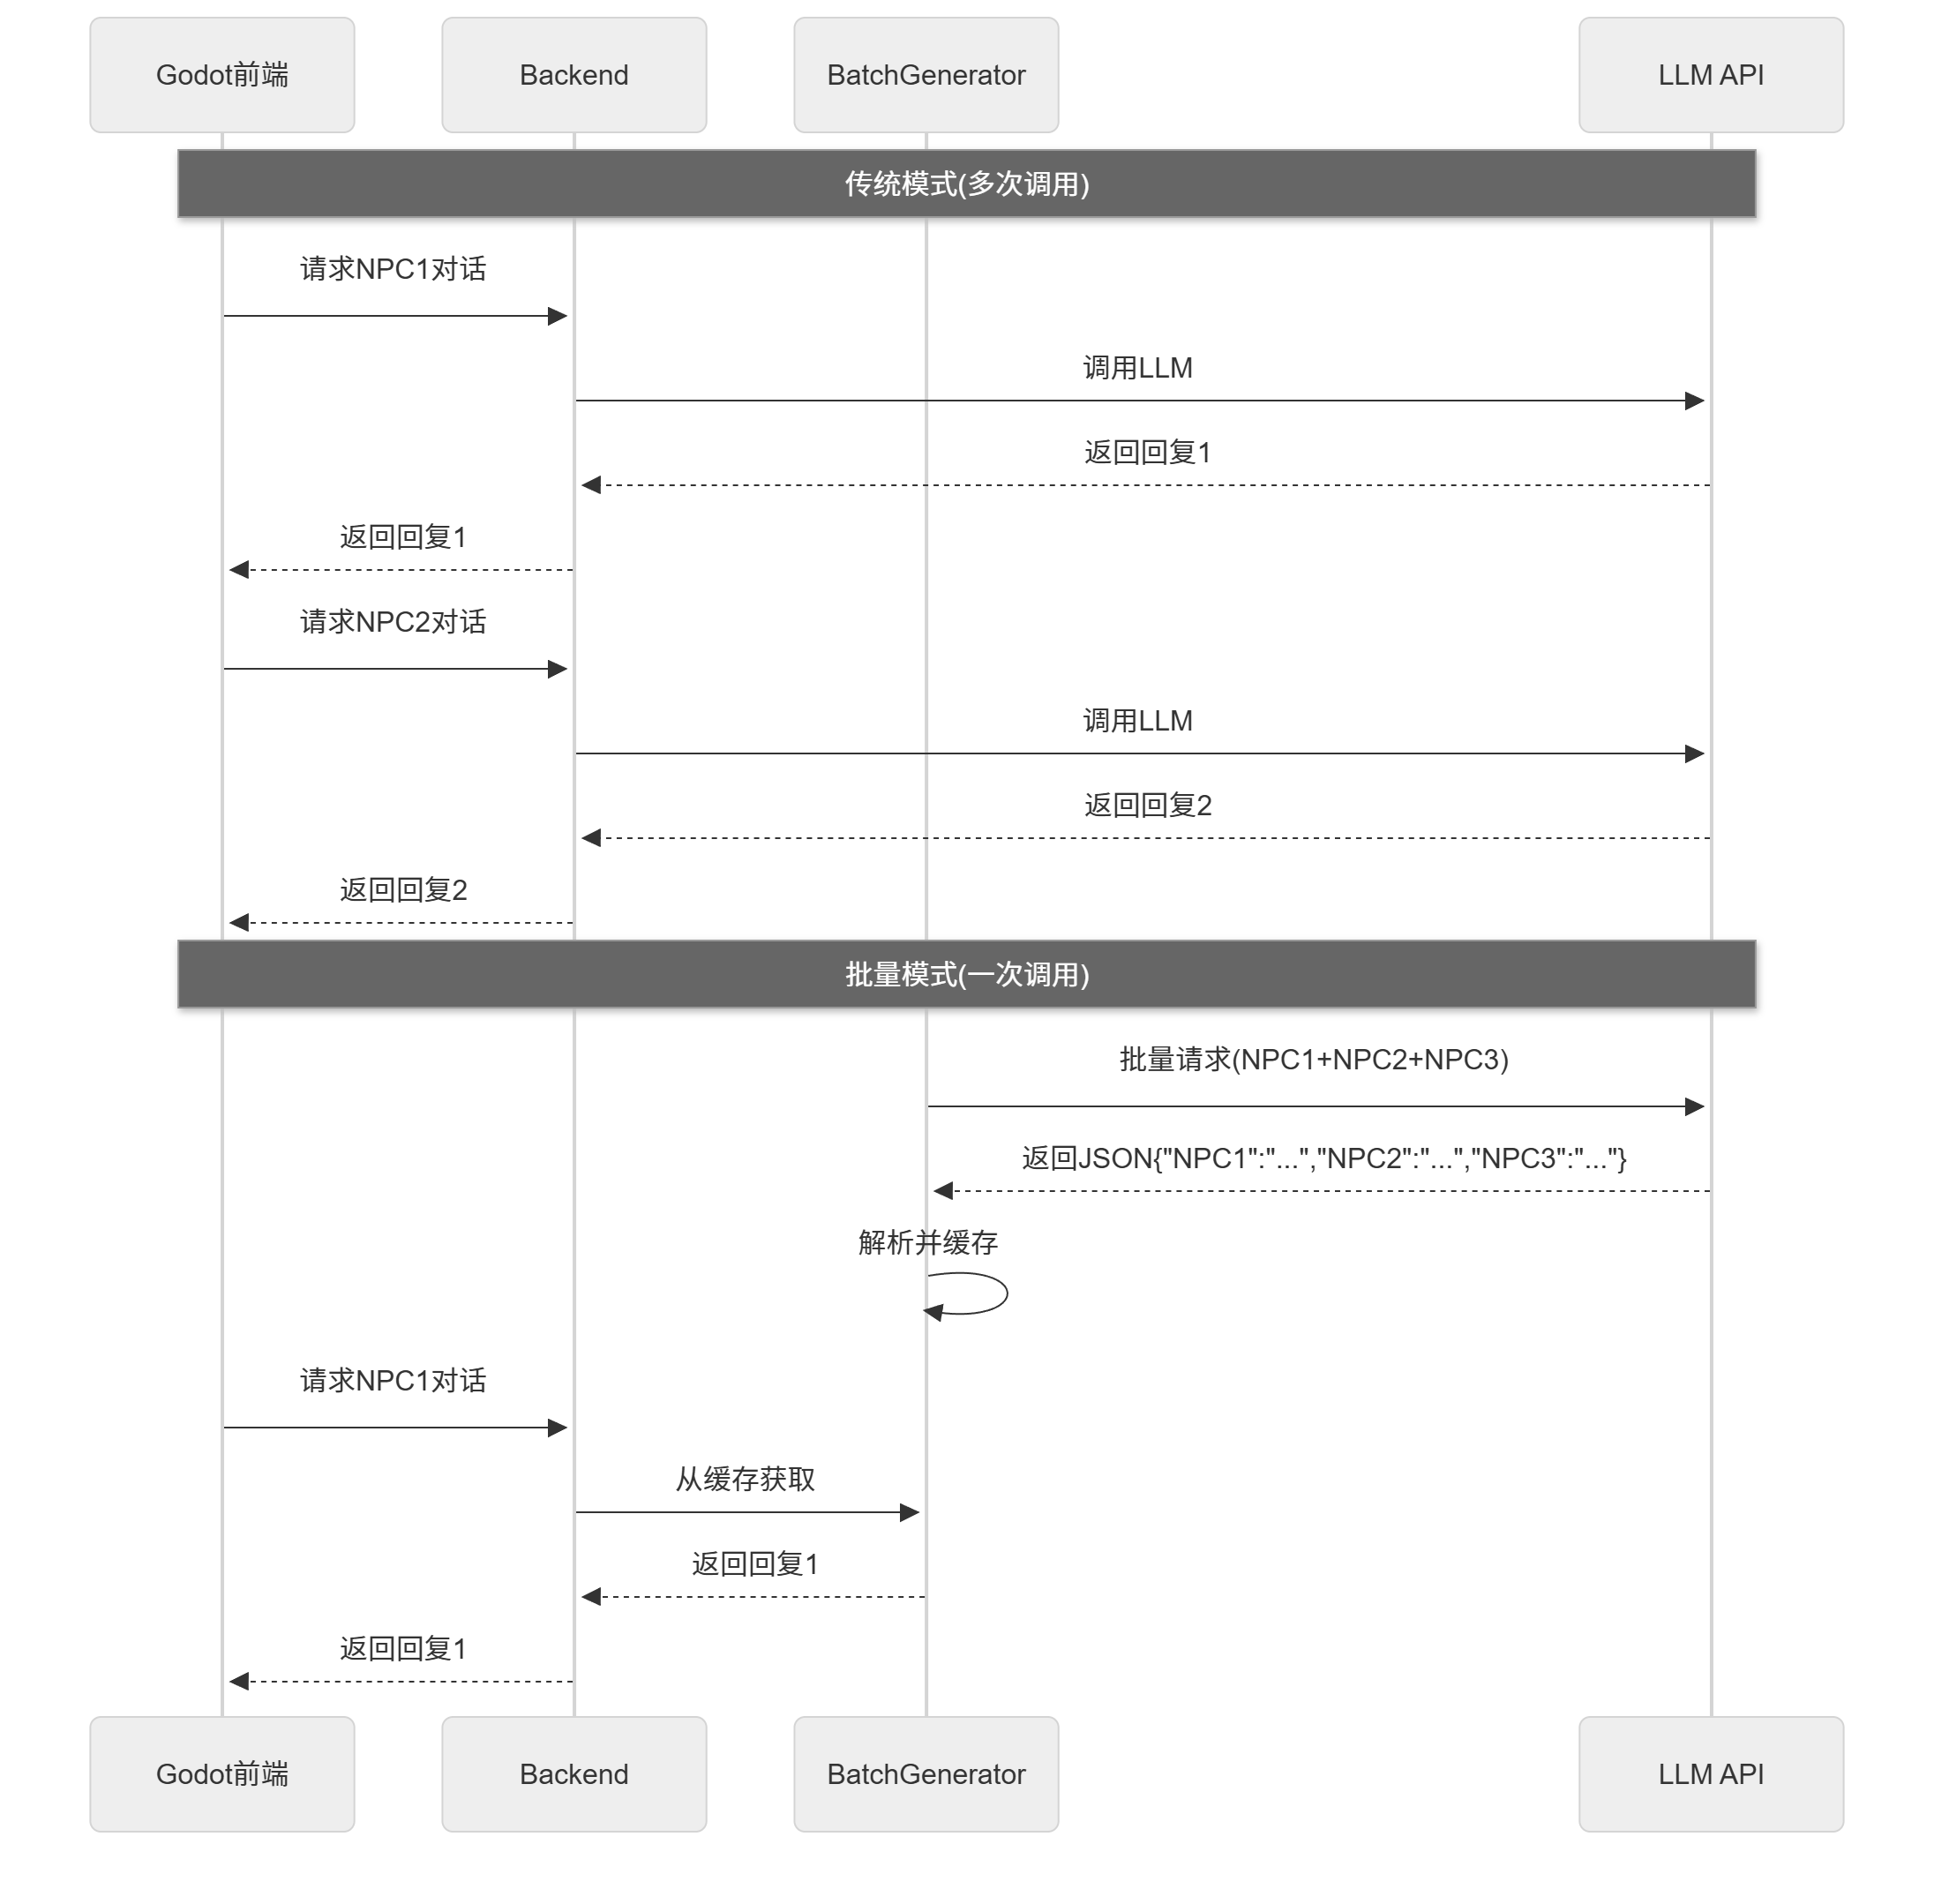 Godot前端
Backend
BatchGenerator
LLM API
传统模式(多次调用)
请求NPC1对话
调用LLM
返回回复1
返回回复1
请求NPC2对话
调用LLM
返回回复2
返回回复2
批量模式(一次调用)
批量请求(NPC1+NPC2+NPC3)
返回JSON{"NPC1":"...","NPC2":"...","NPC3":"..."}
解析并缓存
请求NPC1对话
从缓存获取
返回回复1
返回回复1
Godot前端
Backend
BatchGenerator
LLM API